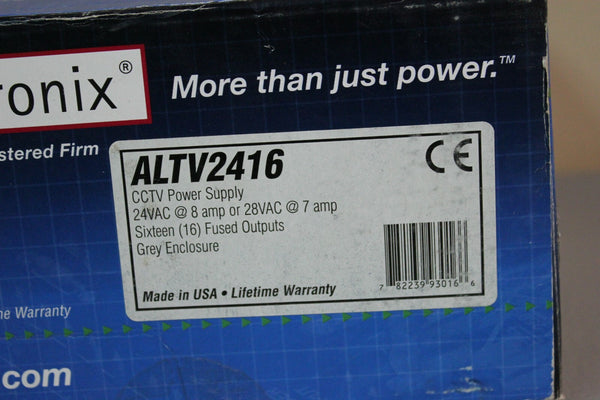 ronix®
More than just power.™
stered Firm
ALTV2416
CE
CCTV Power Supply
24VAC @ 8 amp or 28VAC @ 7 amp
Sixteen (16) Fused Outputs
Grey Enclosure
7 82239 93016 6
Made in USA • Lifetime Warranty
me Warranty
.com